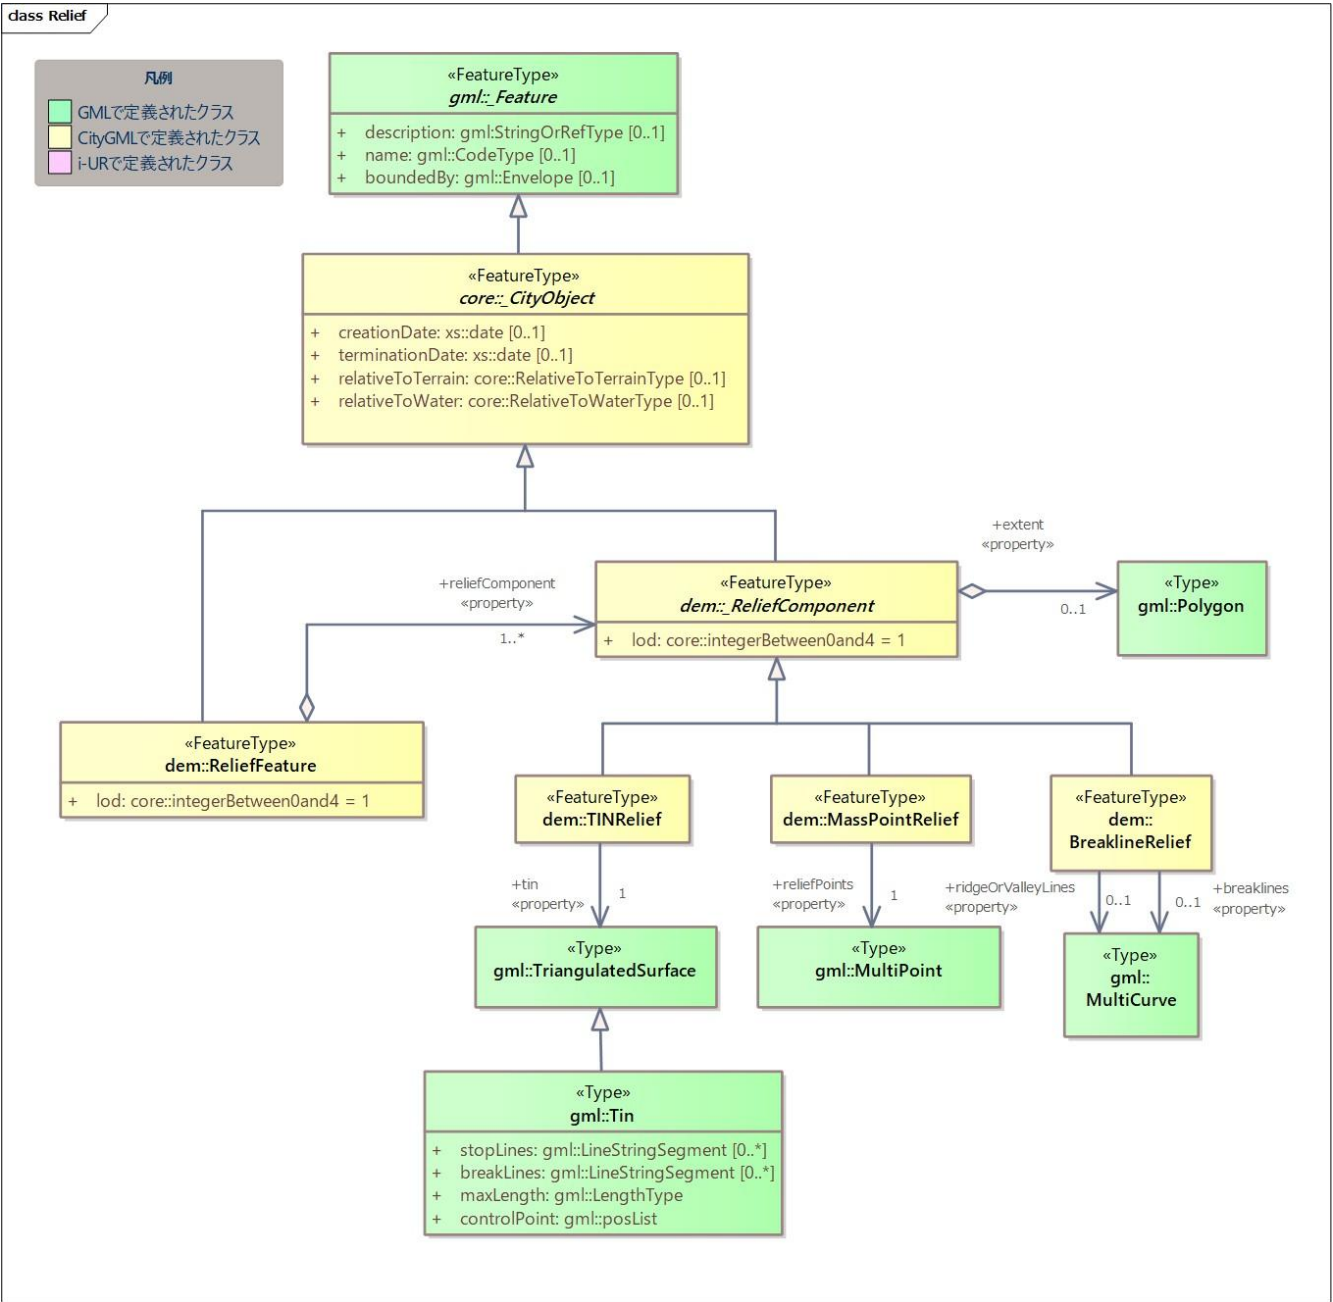 class Relief
凡例
GMLで定義されたクラス
CityGMLで定義されたクラス
i-URで定義されたクラス
«FeatureType»
gml::_Feature
+ description: gml:StringOrRefType [0..1]
+ name: gml::CodeType [0..1]
+ boundedBy: gml::Envelope [0..1]
«FeatureType»
core::_CityObject
+ creationDate: xs::date [0..1]
+ terminationDate: xs::date [0..1]
+ relativeToTerrain: core::RelativeToTerrainType [0..1]
+ relativeToWater: core::RelativeToWaterType [0..1]
+extent
«property»
0..1
«Type»
gml::Polygon
+reliefComponent
«property»
1..*
«FeatureType»
dem::_ReliefComponent
+ lod: core::integerBetween0and4 = 1
«FeatureType»
dem::ReliefFeature
+ lod: core::integerBetween0and4 = 1
«FeatureType»
dem::TINRelief
«FeatureType»
dem::MassPointRelief
«FeatureType»
dem::
BreaklineRelief
+tin
«property»
1
+reliefPoints
«property»
1
+ridgeOrValleyLines
«property»
0..1
0..1
+breaklines
«property»
«Type»
gml::TriangulatedSurface
«Type»
gml::MultiPoint
«Type»
gml::
MultiCurve
«Type»
gml::Tin
+ stopLines: gml::LineStringSegment [0..*]
+ breakLines: gml::LineStringSegment [0..*]
+ maxLength: gml::LengthType
+ controlPoint: gml::posList